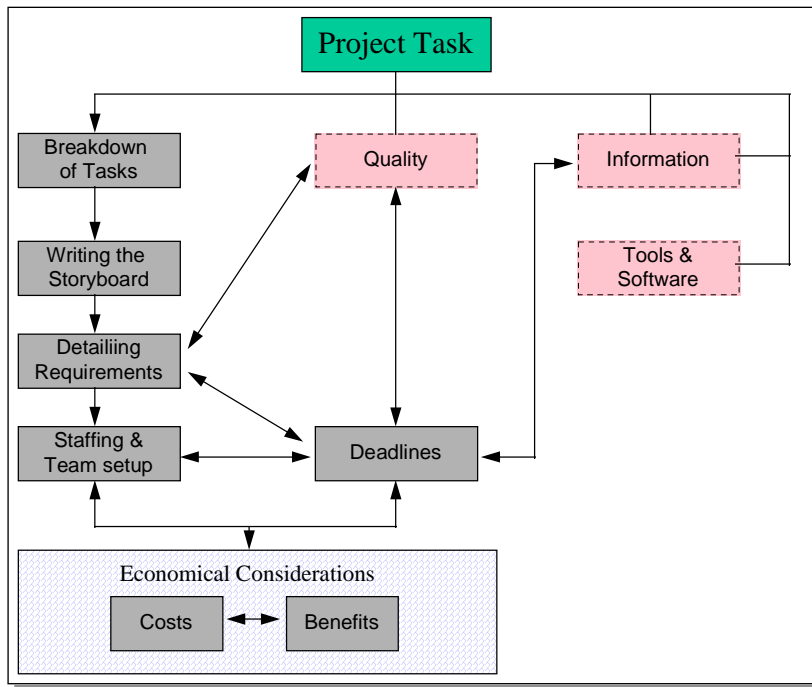 Project Task
Breakdown
of Tasks
Quality
Information
Writing the
Storyboard
Tools &
Software
Detailiing
Requirements
Staffing &
Team setup
Deadlines
Economical Considerations
Costs
Benefits